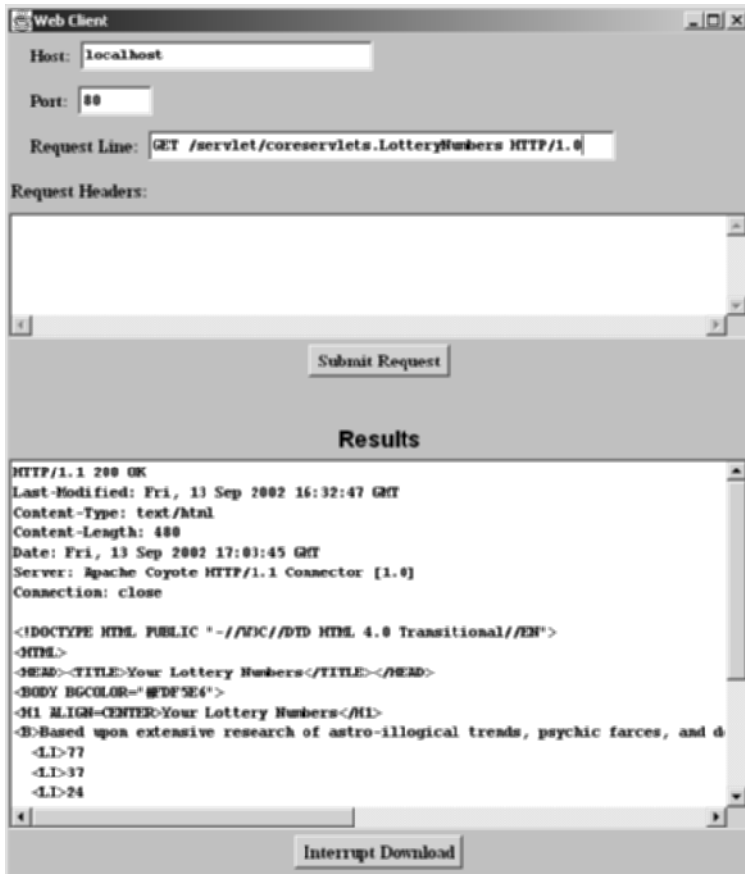 Web Client
Host: localhost
Port: 80
Request Line: GET /servlet/coreservlets.LotteryNumbers HTTP/1.0
Request Headers:
Submit Request
Results
HTTP/1.1 200 OK
Last-Modified: Fri, 13 Sep 2002 16:32:47 GMT
Content-Type: text/html
Content-Length: 480
Date: Fri, 13 Sep 2002 17:03:45 GMT
Server: Apache Coyote HTTP/1.1 Connector [1.0]
Connection: close
<!DOCTYPE HTML PUBLIC "-//W3C//DTD HTML 4.0 Transitional//EN">
<HTML>
<HEAD><TITLE>Your Lottery Numbers</TITLE></HEAD>
<BODY BGCOLOR="#FDF5E6">
<H1 ALIGN=CENTER>Your Lottery Numbers</H1>
<B>Based upon extensive research of astro-illogical trends, psychic farces, and d
<LI>77
<LI>37
<LI>24
Interrupt Download